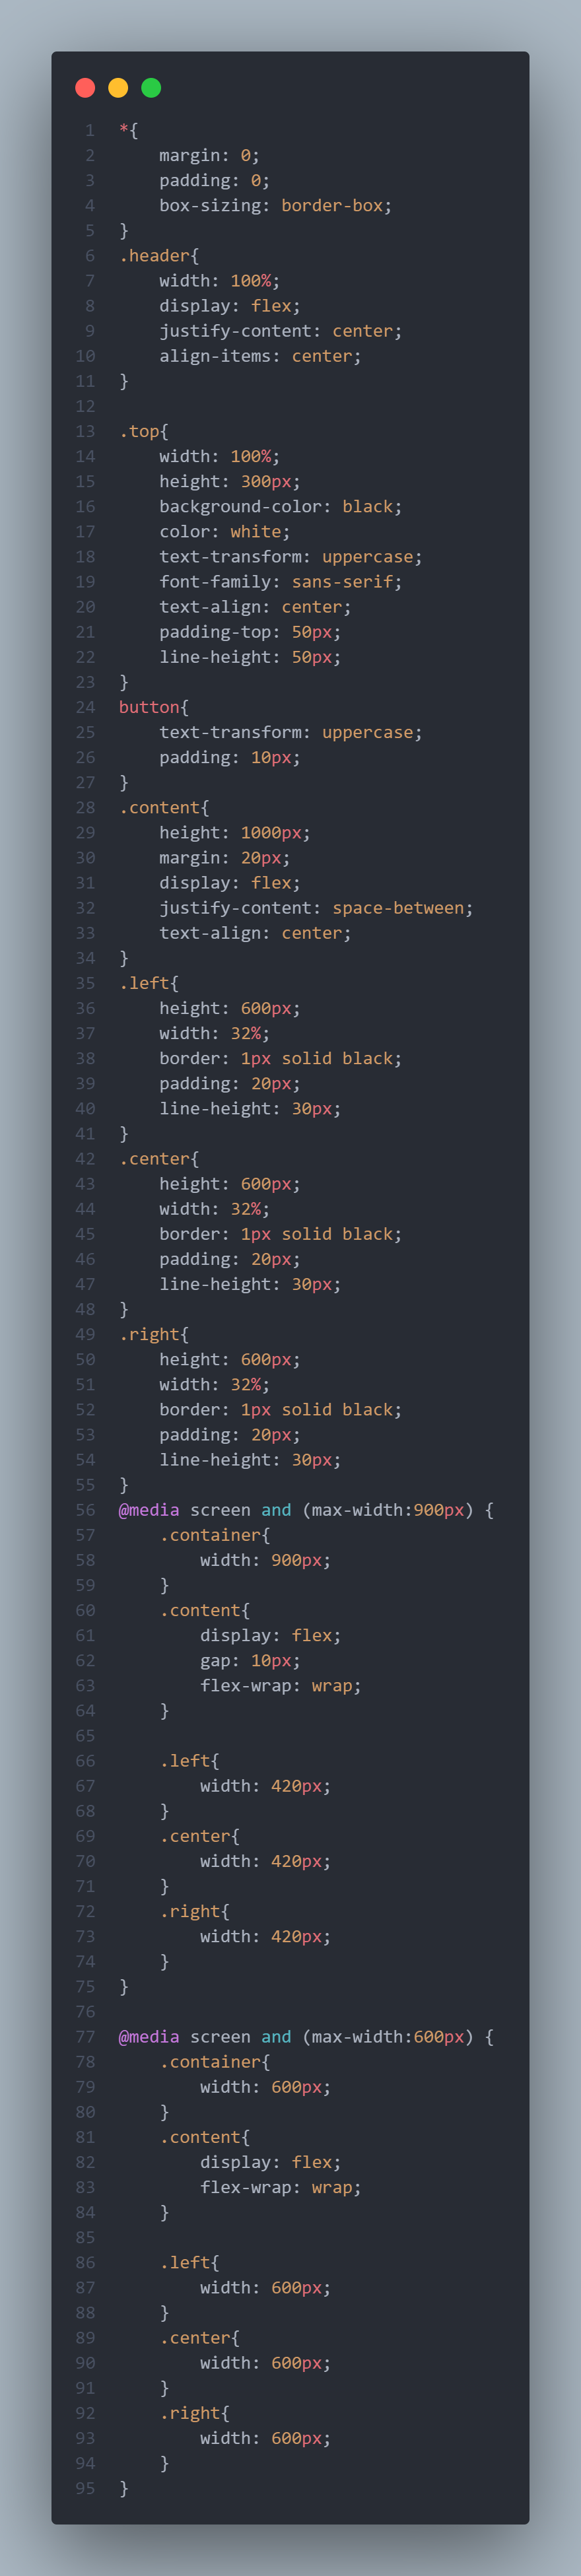 1 *{
2 margin: 0;
3 padding: 0;
4 box-sizing: border-box;
5 }
6 .header{
7 width: 100%;
8 display: flex;
9 justify-content: center;
10 align-items: center;
11 }
12
13 .top{
14 width: 100%;
15 height: 300px;
16 background-color: black;
17 color: white;
18 text-transform: uppercase;
19 font-family: sans-serif;
20 text-align: center;
21 padding-top: 50px;
22 line-height: 50px;
23 }
24 button{
25 text-transform: uppercase;
26 padding: 10px;
27 }
28 .content{
29 height: 1000px;
30 margin: 20px;
31 display: flex;
32 justify-content: space-between;
33 text-align: center;
34 }
35 .left{
36 height: 600px;
37 width: 32%;
38 border: 1px solid black;
39 padding: 20px;
40 line-height: 30px;
41 }
42 .center{
43 height: 600px;
44 width: 32%;
45 border: 1px solid black;
46 padding: 20px;
47 line-height: 30px;
48 }
49 .right{
50 height: 600px;
51 width: 32%;
52 border: 1px solid black;
53 padding: 20px;
54 line-height: 30px;
55 }
56 @media screen and (max-width:900px) {
57 .container{
58 width: 900px;
59 }
60 .content{
61 display: flex;
62 gap: 10px;
63 flex-wrap: wrap;
64 }
65
66 .left{
67 width: 420px;
68 }
69 .center{
70 width: 420px;
71 }
72 .right{
73 width: 420px;
74 }
75 }
76
77 @media screen and (max-width:600px) {
78 .container{
79 width: 600px;
80 }
81 .content{
82 display: flex;
83 flex-wrap: wrap;
84 }
85
86 .left{
87 width: 600px;
88 }
89 .center{
90 width: 600px;
91 }
92 .right{
93 width: 600px;
94 }
95 }